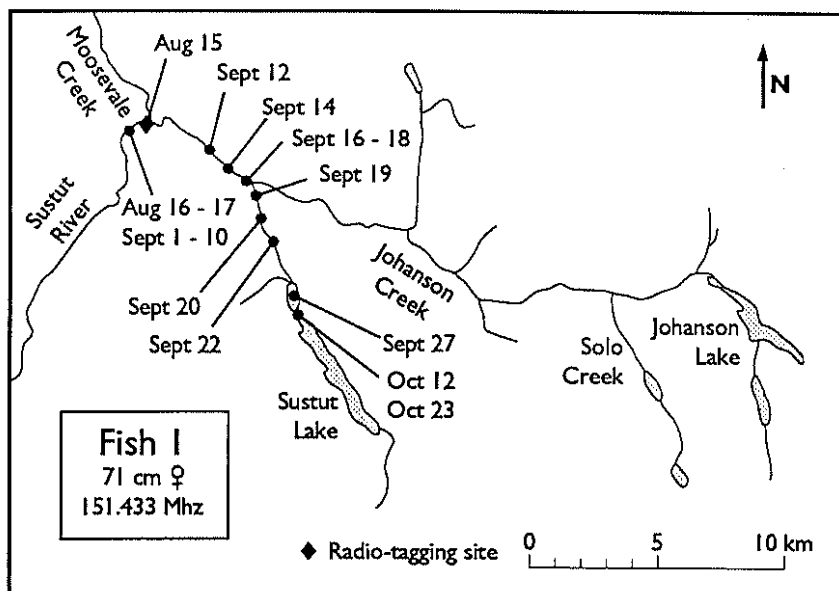 Moosevale
Creek
Aug 15
Sept 12
Sept 14
Sept 16 - 18
Sept 19
N
Sustut
River
Aug 16 - 17
Sept 1 - 10
Johanson
Creek
Sept 20
Sept 22
Sept 27
Oct 12
Oct 23
Sustut
Lake
Solo
Creek
Johanson
Lake
Fish 1
71 cm ♀
151.433 Mhz
◆ Radio-tagging site
0 5 10 km